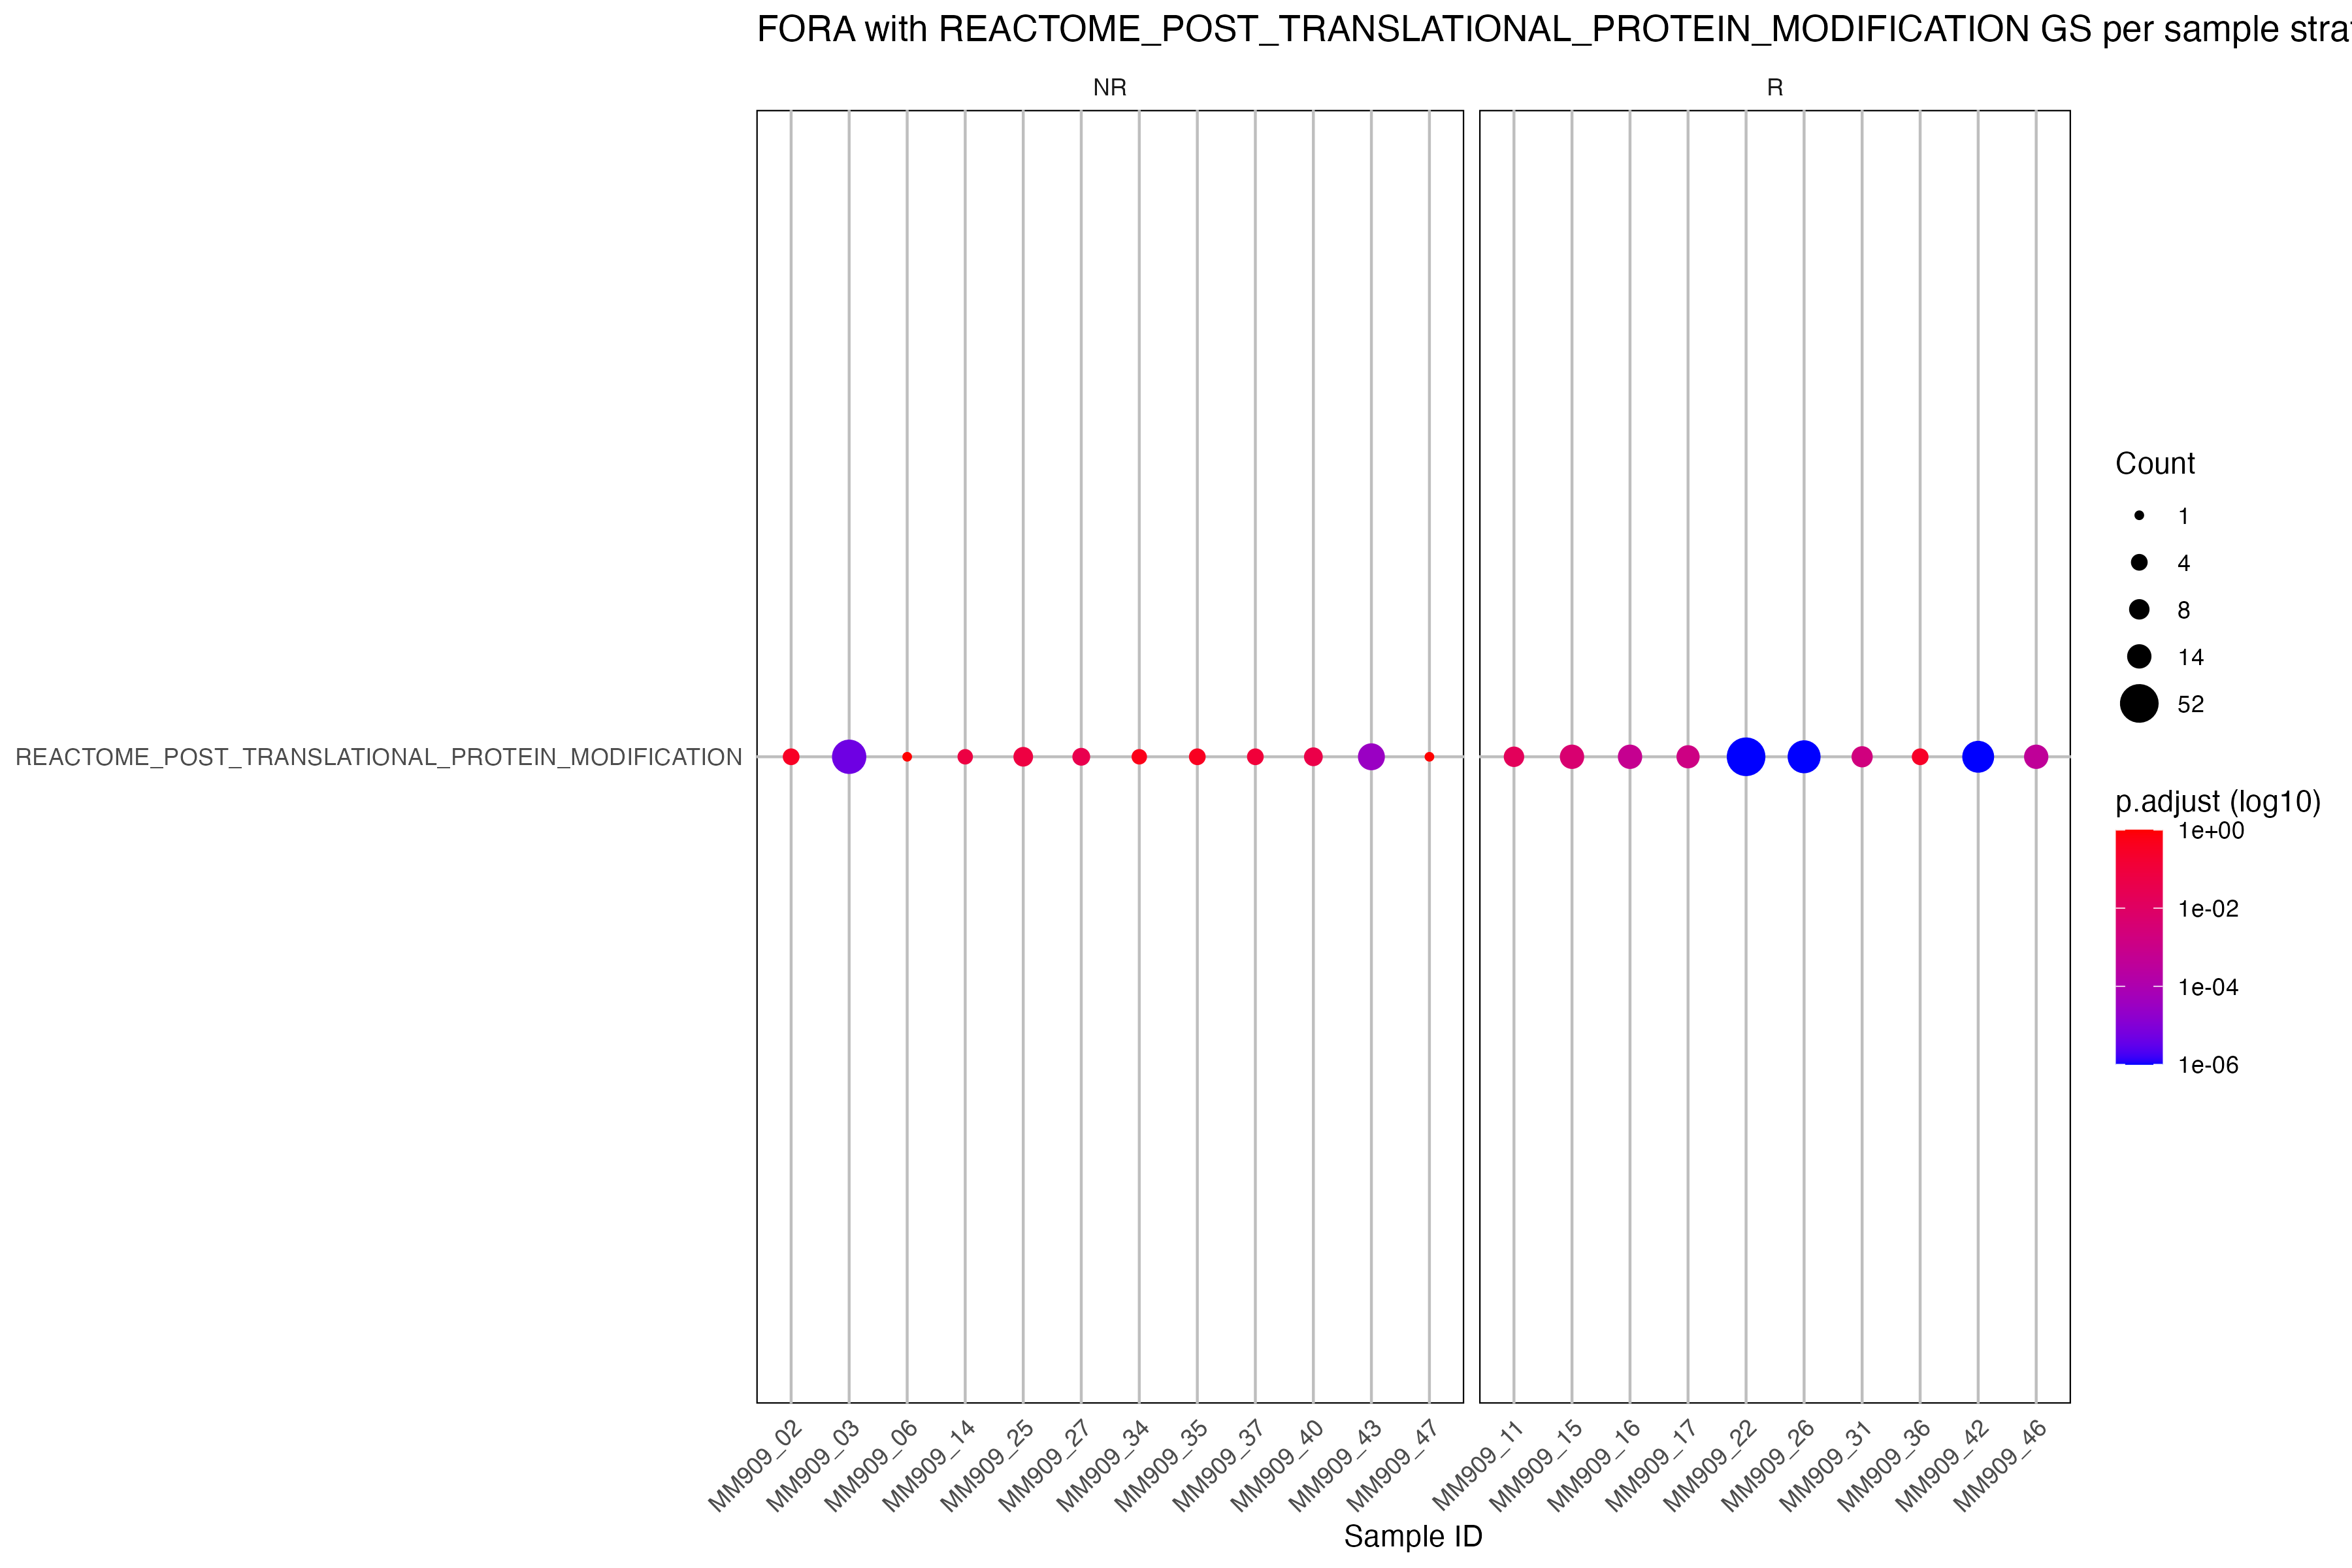 FORA with REACTOME_POST_TRANSLATIONAL_PROTEIN_MODIFICATION GS per sample stra
NR
R
REACTOME_POST_TRANSLATIONAL_PROTEIN_MODIFICATION
Count
1
4
8
14
52
p.adjust (log10)
1e+00
1e-02
1e-04
1e-06
MM909_02
MM909_03
MM909_06
MM909_14
MM909_25
MM909_27
MM909_34
MM909_35
MM909_37
MM909_40
MM909_43
MM909_47
MM909_11
MM909_15
MM909_16
MM909_17
MM909_22
MM909_26
MM909_31
MM909_36
MM909_42
MM909_46
Sample ID